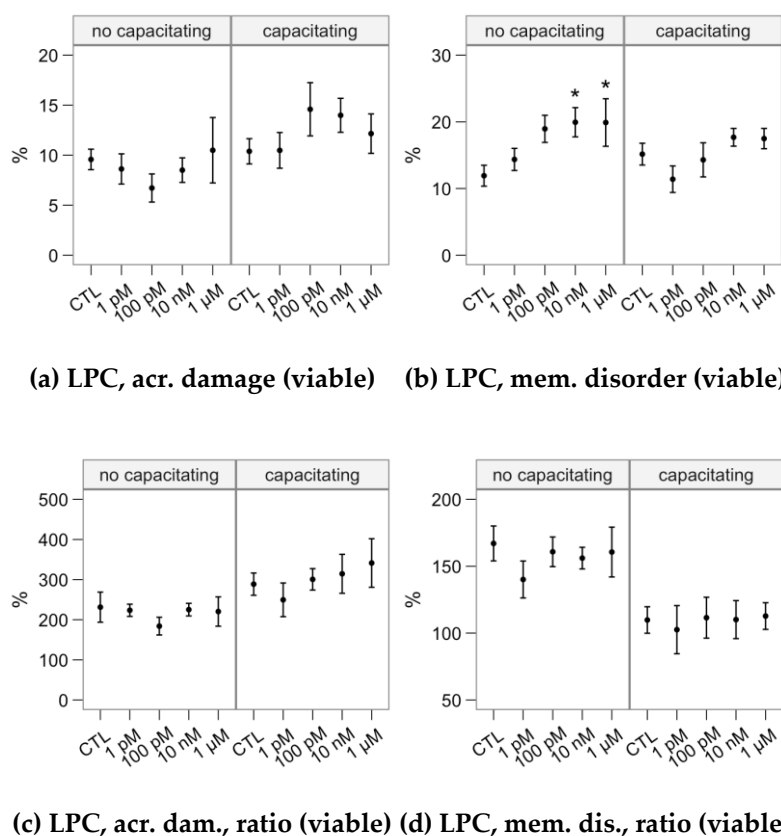 no capacitating capacitating
20
15
10
5
0
%
CTL 1 pM 100 pM 10 nM 1 µM CTL 1 pM 100 pM 10 nM 1 µM
(a) LPC, acr. damage (viable)
no capacitating capacitating
30
20
10
0
%
* *
CTL 1 pM 100 pM 10 nM 1 µM CTL 1 pM 100 pM 10 nM 1 µM
(b) LPC, mem. disorder (viable)
no capacitating capacitating
500
400
300
200
100
0
%
CTL 1 pM 100 pM 10 nM 1 µM CTL 1 pM 100 pM 10 nM 1 µM
(c) LPC, acr. dam., ratio (viable)
no capacitating capacitating
200
150
100
50
%
CTL 1 pM 100 pM 10 nM 1 µM CTL 1 pM 100 pM 10 nM 1 µM
(d) LPC, mem. dis., ratio (viable